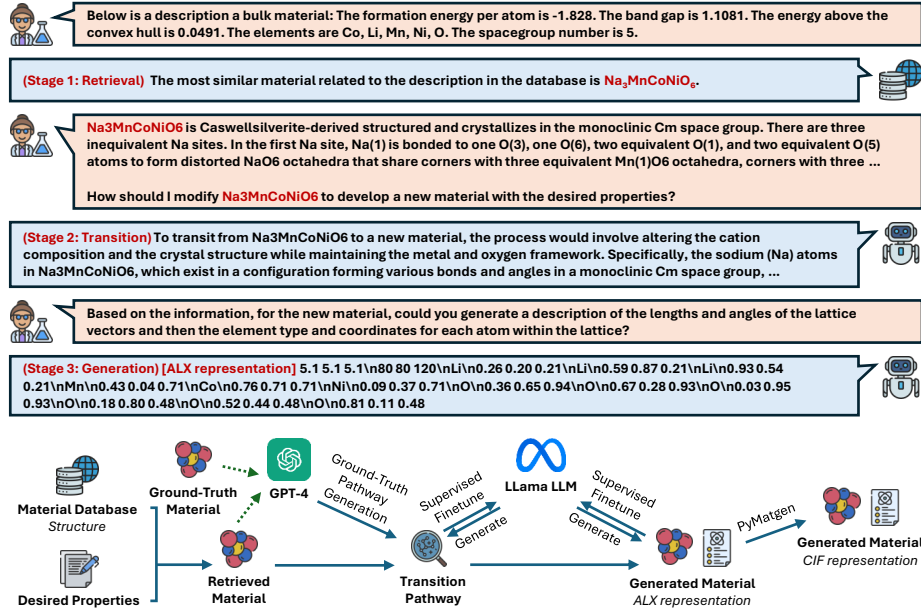 Below is a description a bulk material: The formation energy per atom is -1.828. The band gap is 1.1081. The energy above the
convex hull is 0.0491. The elements are Co, Li, Mn, Ni, O. The spacegroup number is 5.
(Stage 1: Retrieval) The most similar material related to the description in the database is Na₃MnCoNiO₆.
Na3MnCoNiO6 is Caswellsilverite-derived structured and crystallizes in the monoclinic Cm space group. There are three
inequivalent Na sites. In the first Na site, Na(1) is bonded to one O(3), one O(6), two equivalent O(1), and two equivalent O(5)
atoms to form distorted NaO6 octahedra that share corners with three equivalent Mn(1)O6 octahedra, corners with three ...
How should I modify Na3MnCoNiO6 to develop a new material with the desired properties?
(Stage 2: Transition) To transit from Na3MnCoNiO6 to a new material, the process would involve altering the cation
composition and the crystal structure while maintaining the metal and oxygen framework. Specifically, the sodium (Na) atoms
in Na3MnCoNiO6, which exist in a configuration forming various bonds and angles in a monoclinic Cm space group, ...
Based on the information, for the new material, could you generate a description of the lengths and angles of the lattice
vectors and then the element type and coordinates for each atom within the lattice?
(Stage 3: Generation) [ALX representation] 5.1 5.1 5.1\n80 80 120\nLi\n0.26 0.20 0.21\nLi\n0.59 0.87 0.21\nLi\n0.93 0.54
0.21\nMn\n0.43 0.04 0.71\nCo\n0.76 0.71 0.71\nNi\n0.09 0.37 0.71\nO\n0.36 0.65 0.94\nO\n0.67 0.28 0.93\nO\n0.03 0.95
0.93\nO\n0.18 0.80 0.48\nO\n0.52 0.44 0.48\nO\n0.81 0.11 0.48
Material Database
Structure
Desired Properties
Ground-Truth
Material
Retrieved
Material
GPT-4
Ground-Truth
Pathway
Generation
Transition
Pathway
Supervised
Finetune
Generate
LLama LLM
Supervised
Finetune
Generate
Generated Material
ALX representation
PyMatgen
Generated Material
CIF representation